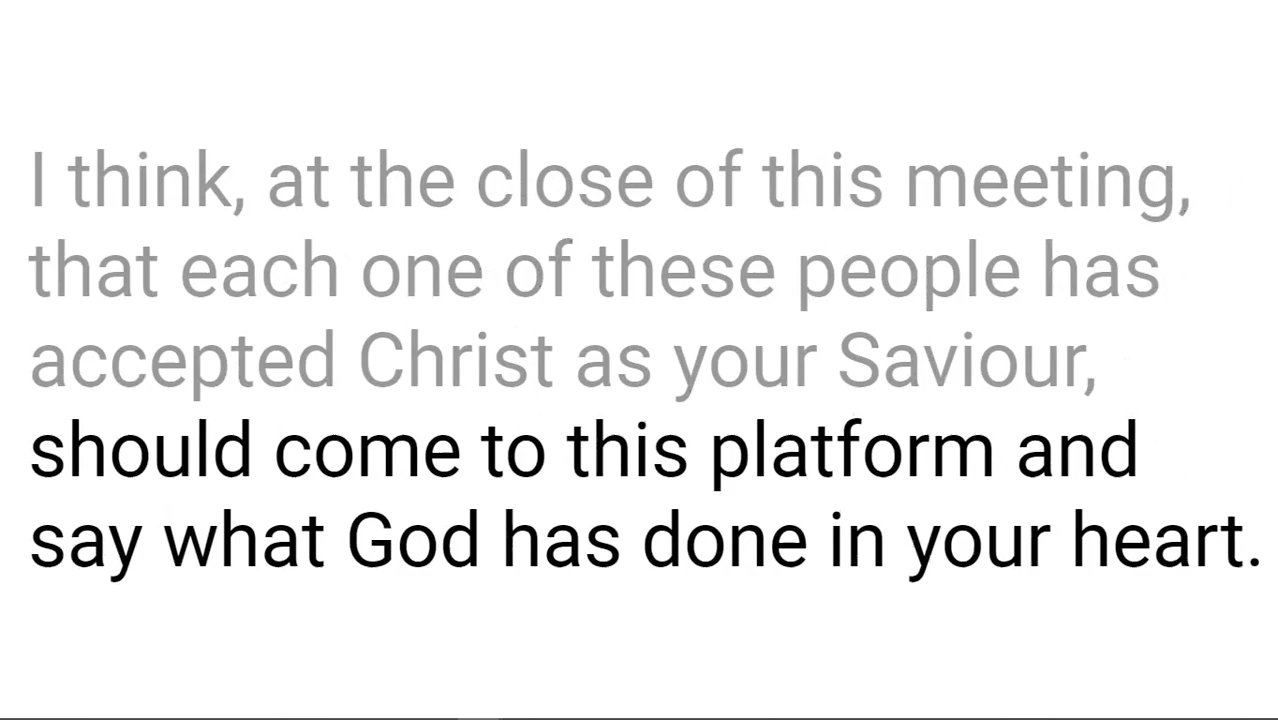 I think, at the close of this meeting,
that each one of these people has
accepted Christ as your Saviour,
should come to this platform and
say what God has done in your heart.